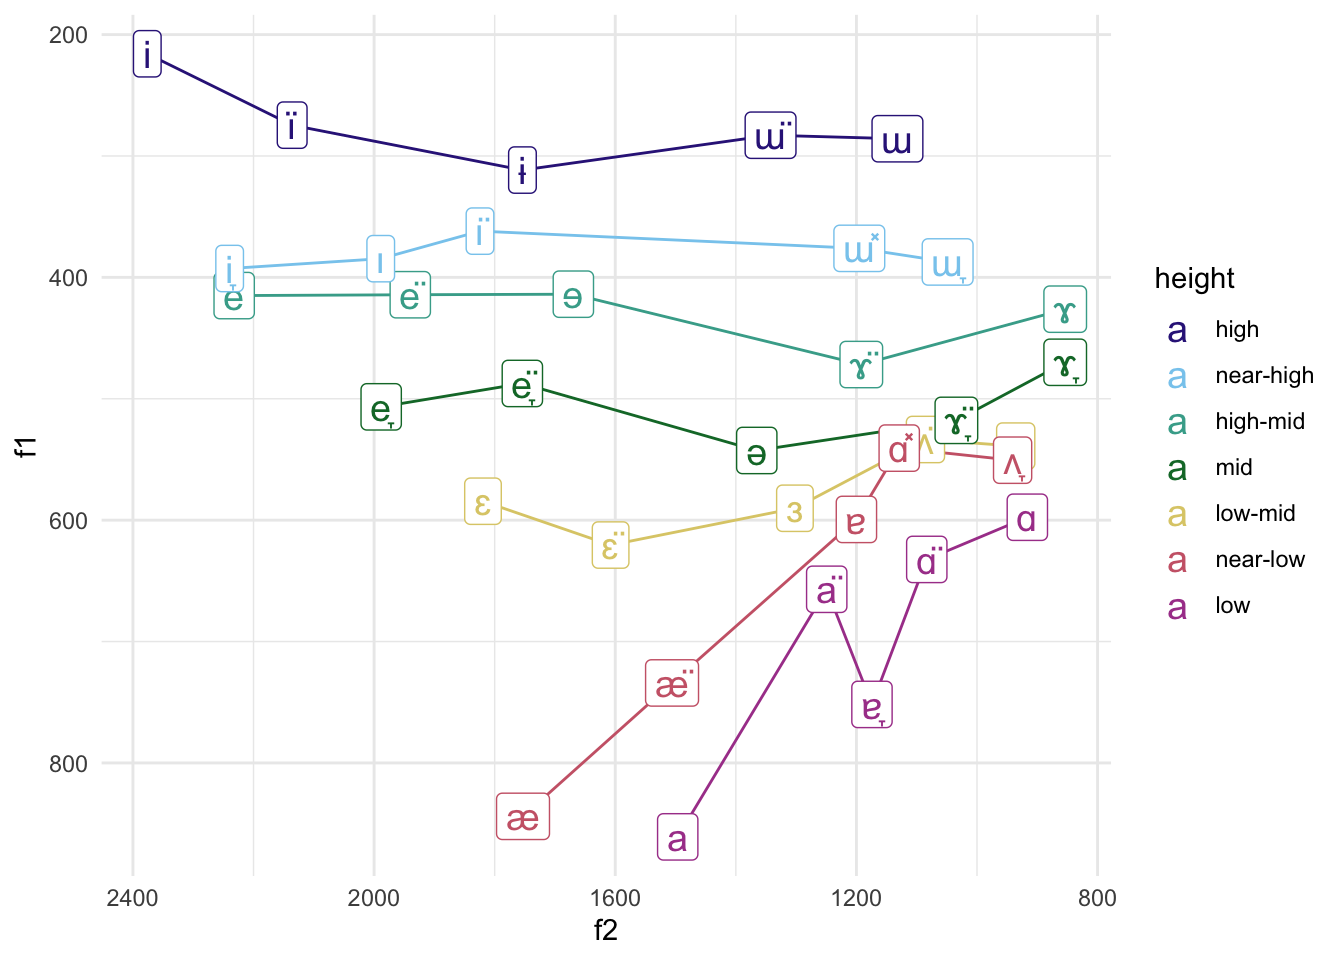 200
400
600
800
f1
i
ï
ɨ
ɯ̈
ɯ
i̞
ɪ
ɪ̈
ɯ̽
ɯ̞
e
ë
ɘ
ɤ̈
ɤ
e̞
ë̞
ə
ɤ̞̈
ɤ̞
ɛ
ɛ̈
ɜ
ʌ̈
æ
æ̈
ɐ
ɑ̽
ʌ̞
a
ä
ɐ̞
ɑ̈
ɑ
2400
2000
1600
1200
800
f2
height
a high
a near-high
a high-mid
a mid
a low-mid
a near-low
a low